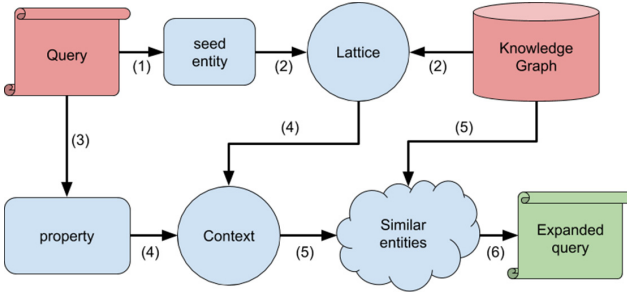 Query
(1)
seed
entity
(2)
Lattice
(2)
Knowledge
Graph
(3)
(4)
(5)
property
(4)
Context
(5)
Similar
entities
(6)
Expanded
query